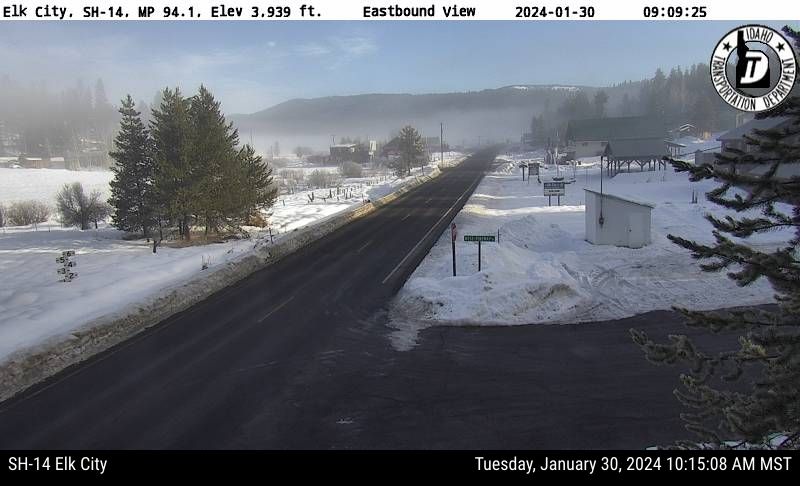 Elk City, SH-14, MP 94.1, Elev 3,939 ft. Eastbound View 2024-01-30 09:09:25
IDAHO
TRANSPORTATION DEPARTMENT
SH-14 Elk City Tuesday, January 30, 2024 10:15:08 AM MST